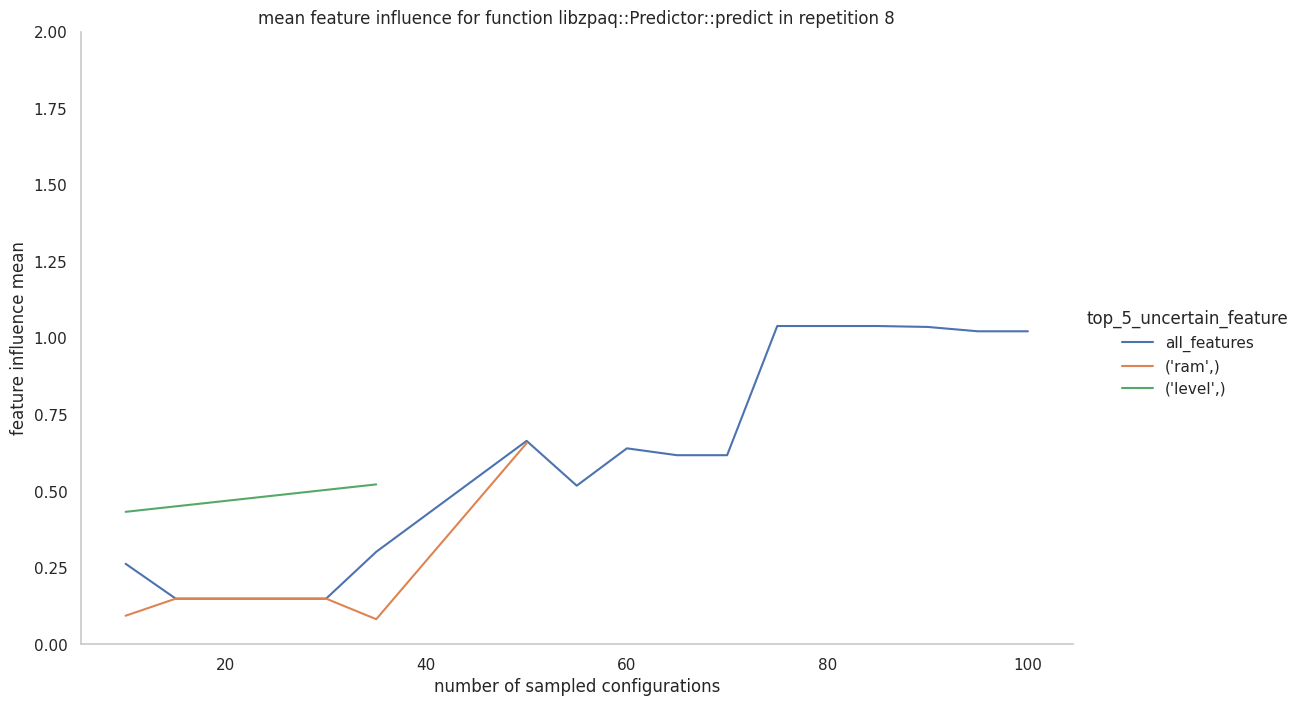 mean feature influence for function libzpaq::Predictor::predict in repetition 8
2.00
1.75
1.50
1.25
1.00
0.75
0.50
0.25
0.00
feature influence mean
20
40
60
80
100
number of sampled configurations
top_5_uncertain_feature
all_features
('ram',)
('level',)